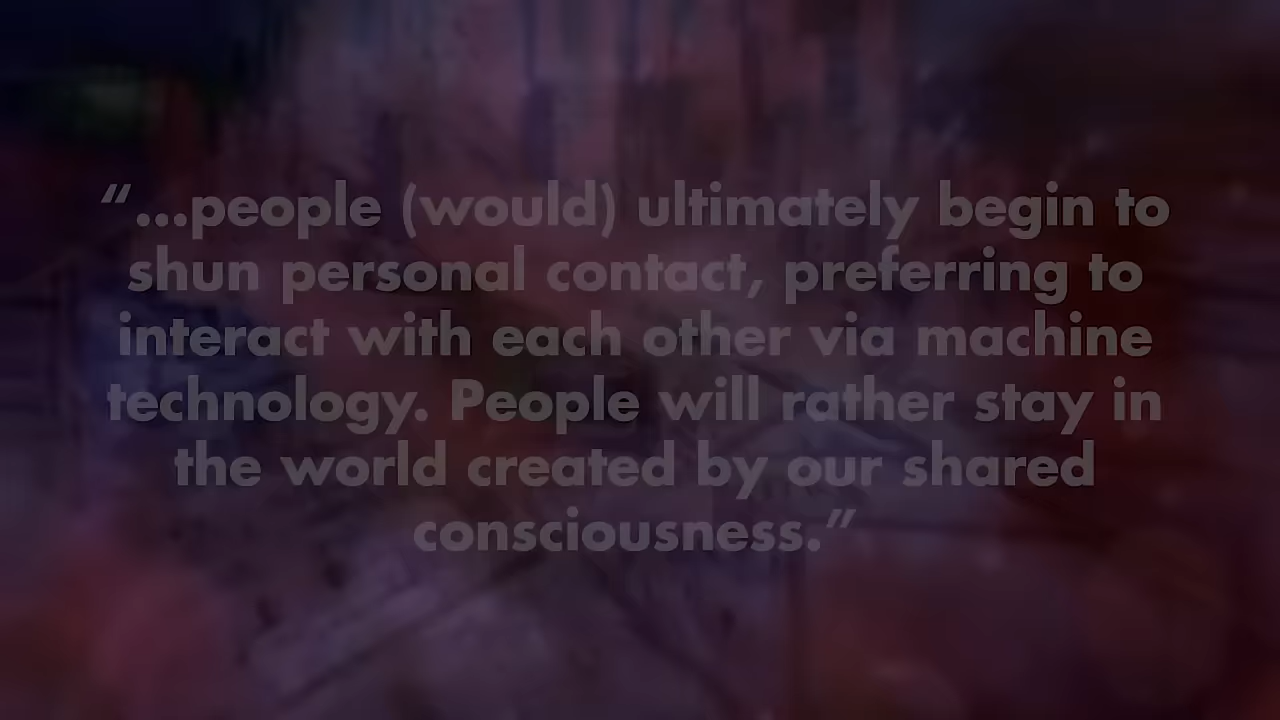 “...people (would) ultimately begin to
shun personal contact, preferring to
interact with each other via machine
technology. People will rather stay in
the world created by our shared
consciousness.”